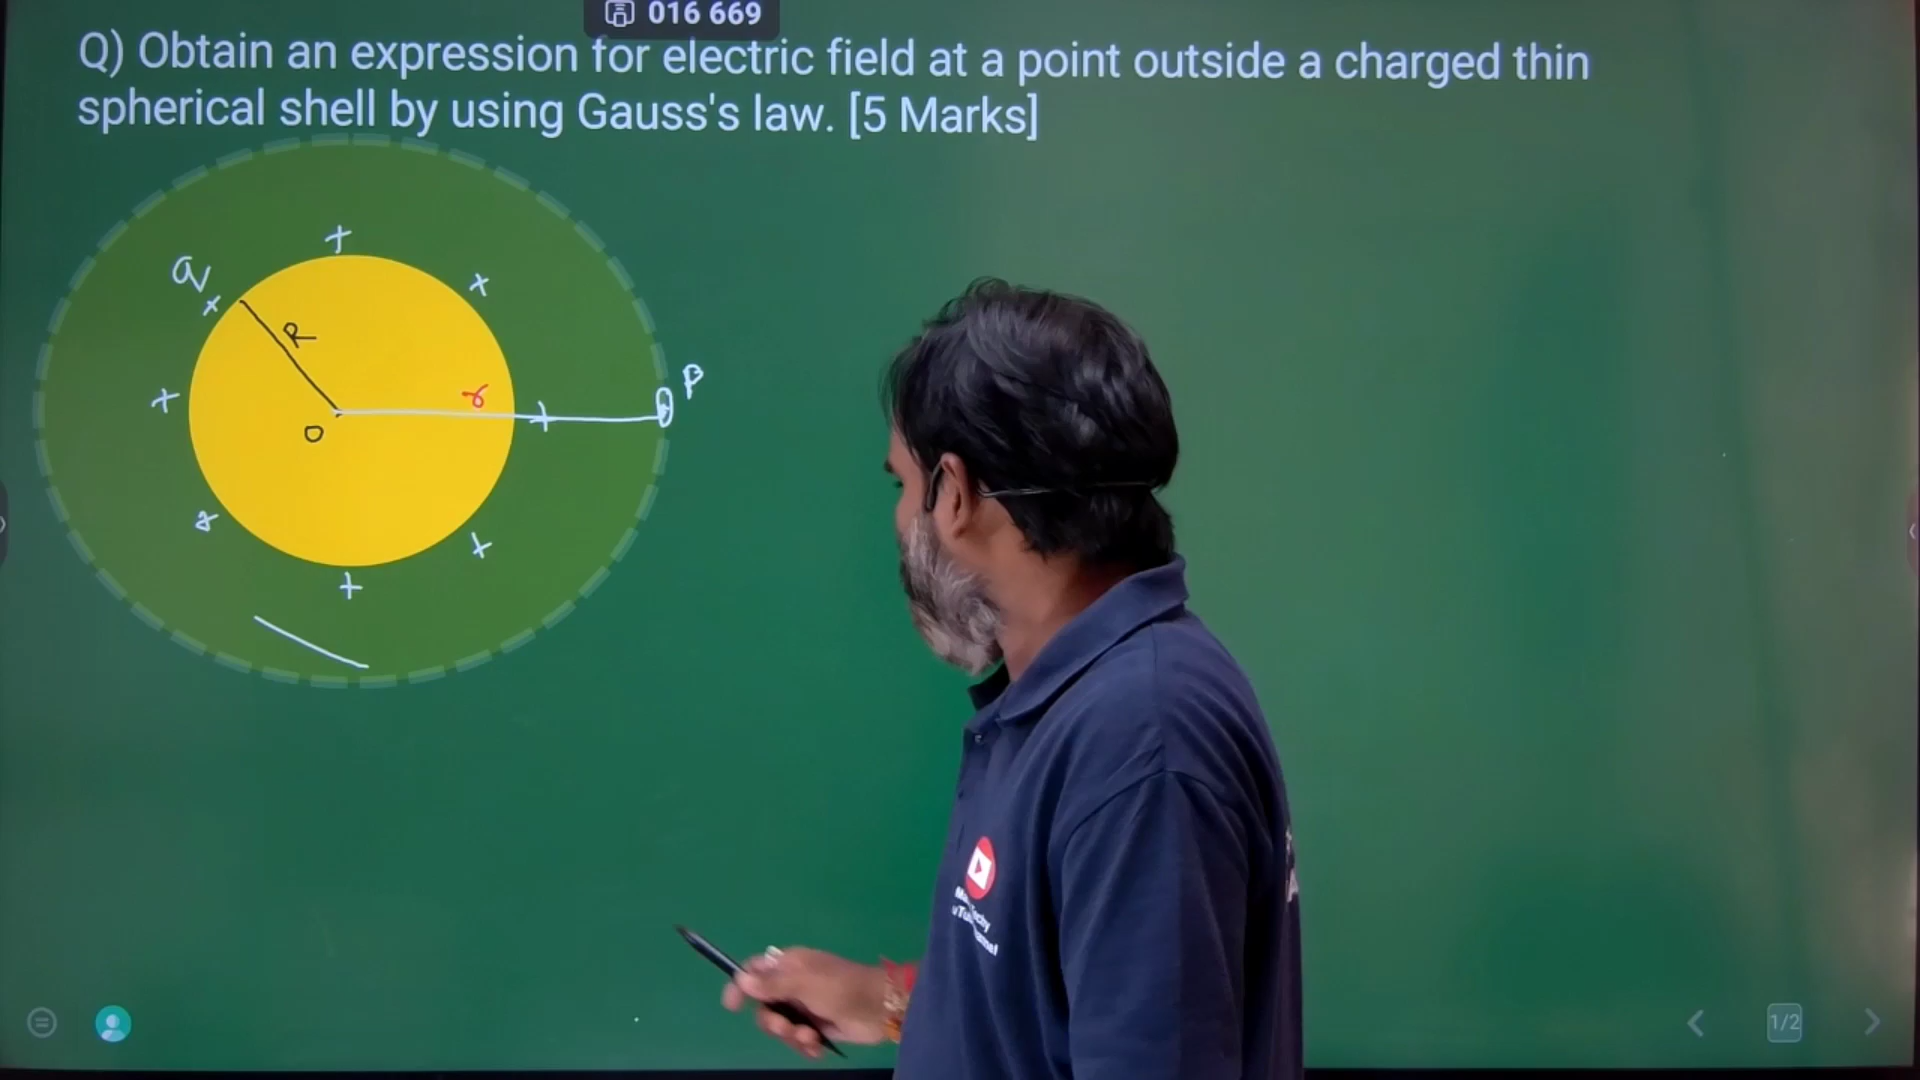 016 669
Q) Obtain an expression for electric field at a point outside a charged thin
spherical shell by using Gauss's law. [5 Marks]
+
q
+
+
R
P
+
r
+
O
+
+
+
1/2